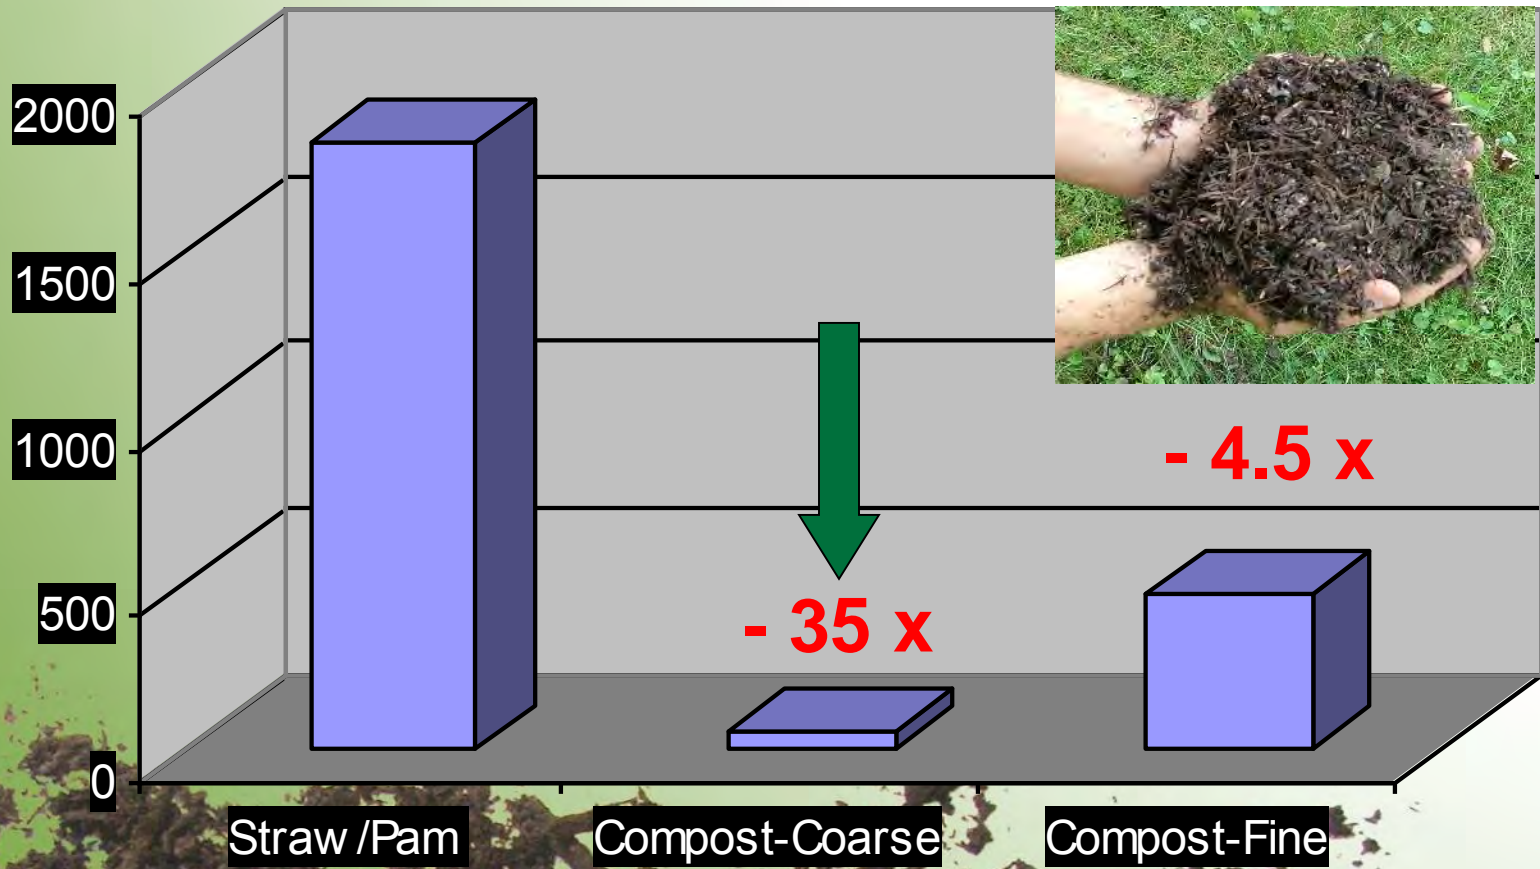 2000
1500
1000
500
0
- 35 x
- 4.5 x
Straw /Pam
Compost-Coarse
Compost-Fine